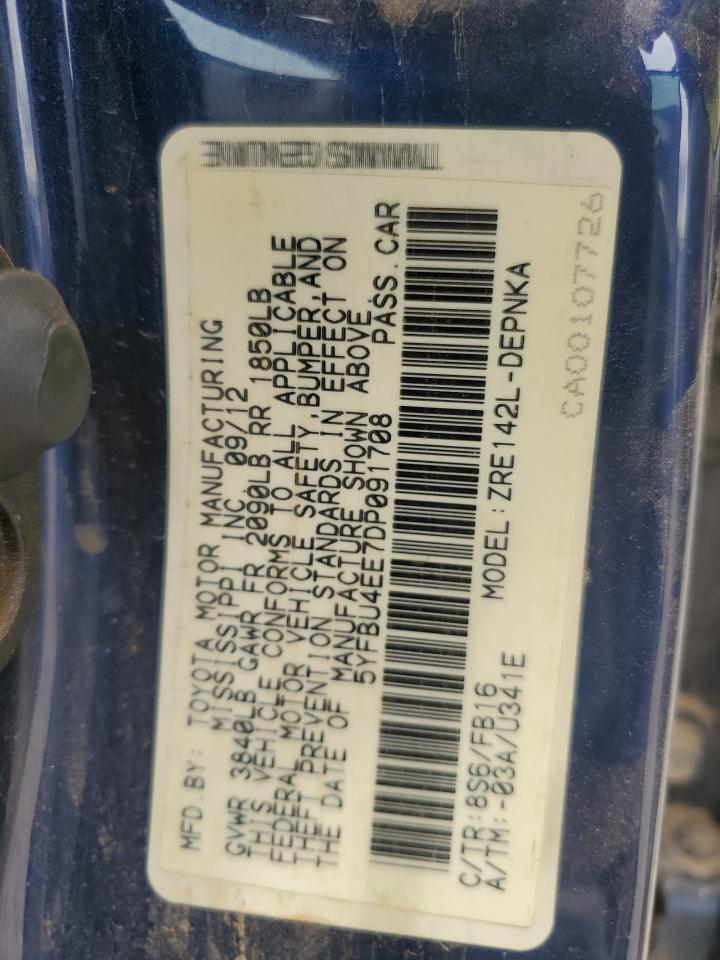 MFD.BY: TOYOTA MOTOR MANUFACTURING
MISSISSIPPI INC 09/12
GVWR 3840LB GAWR FR 2090LB RR 1850LB
THIS VEHICLE CONFORMS TO ALL APPLICABLE
FEDERAL MOTOR VEHICLE SAFETY, BUMPER, AND
THEFT PREVENTION STANDARDS IN EFFECT ON
THE DATE OF MANUFACTURE SHOWN ABOVE
5YFBU4EE7DP091708 PASS.CAR
C/TR:8S6/FB16 MODEL:ZRE142L-DEPNKA
A/TM:-03A/U341E
CA00107726